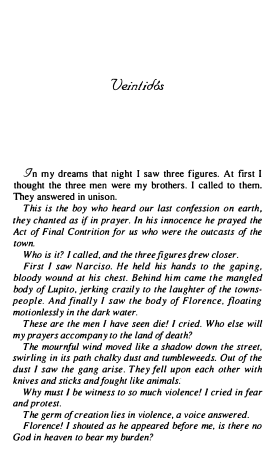 Veintidós
In my dreams that night I saw three figures. At first I
thought the three men were my brothers. I called to them.
They answered in unison.
This is the boy who heard our last confession on earth,
they chanted as if in prayer. In his innocence he prayed the
Act of Final Contrition for us who were the outcasts of the
town.
Who is it? I called, and the three figures drew closer.
First I saw Narciso. He held his hands to the gaping,
bloody wound at his chest. Behind him came the mangled
body of Lupito, jerking crazily to the laughter of the towns-
people. And finally I saw the body of Florence, floating
motionlessly in the dark water.
These are the men I have seen die! I cried. Who else will
my prayers accompany to the land of death?
The mournful wind moved like a shadow down the street,
swirling in its path chalky dust and tumbleweeds. Out of the
dust I saw the gang arise. They fell upon each other with
knives and sticks and fought like animals.
Why must I be witness to so much violence! I cried in fear
and protest.
The germ of creation lies in violence, a voice answered.
Florence! I shouted as he appeared before me, is there no
God in heaven to bear my burden?